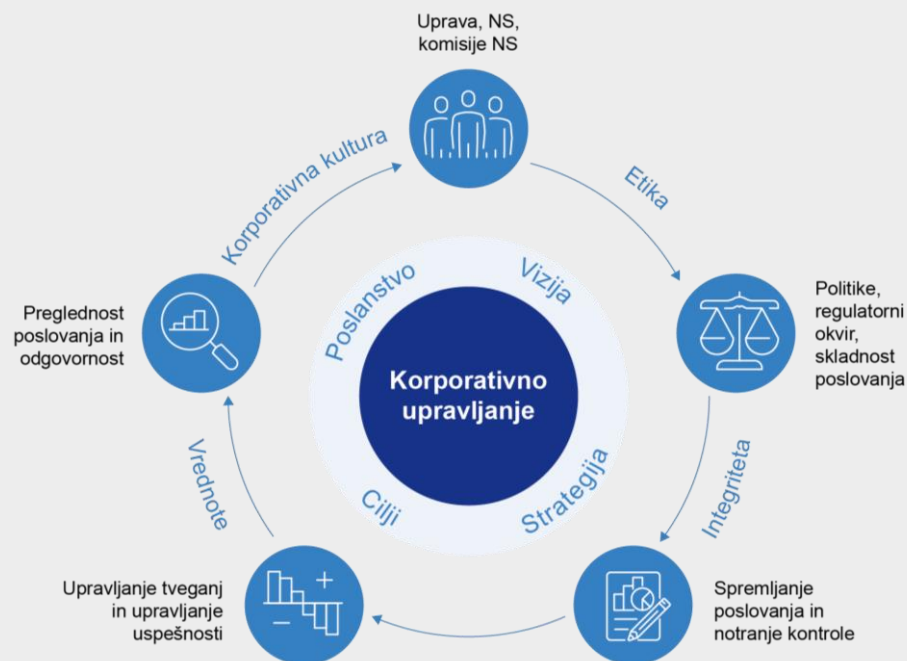 Uprava, NS,
komisije NS
Korporativna kultura
Etika
Poslanstvo
Vizija
Preglednost
poslovanja in
odgovornost
Politike,
regulatorni
okvir,
skladnost
poslovanja
Korporativno
upravljanje
Vrednote
Cilji
Strategija
Integriteta
Upravljanje tveganj
in upravljanje
uspešnosti
+
−
Spremljanje
poslovanja in
notranje kontrole